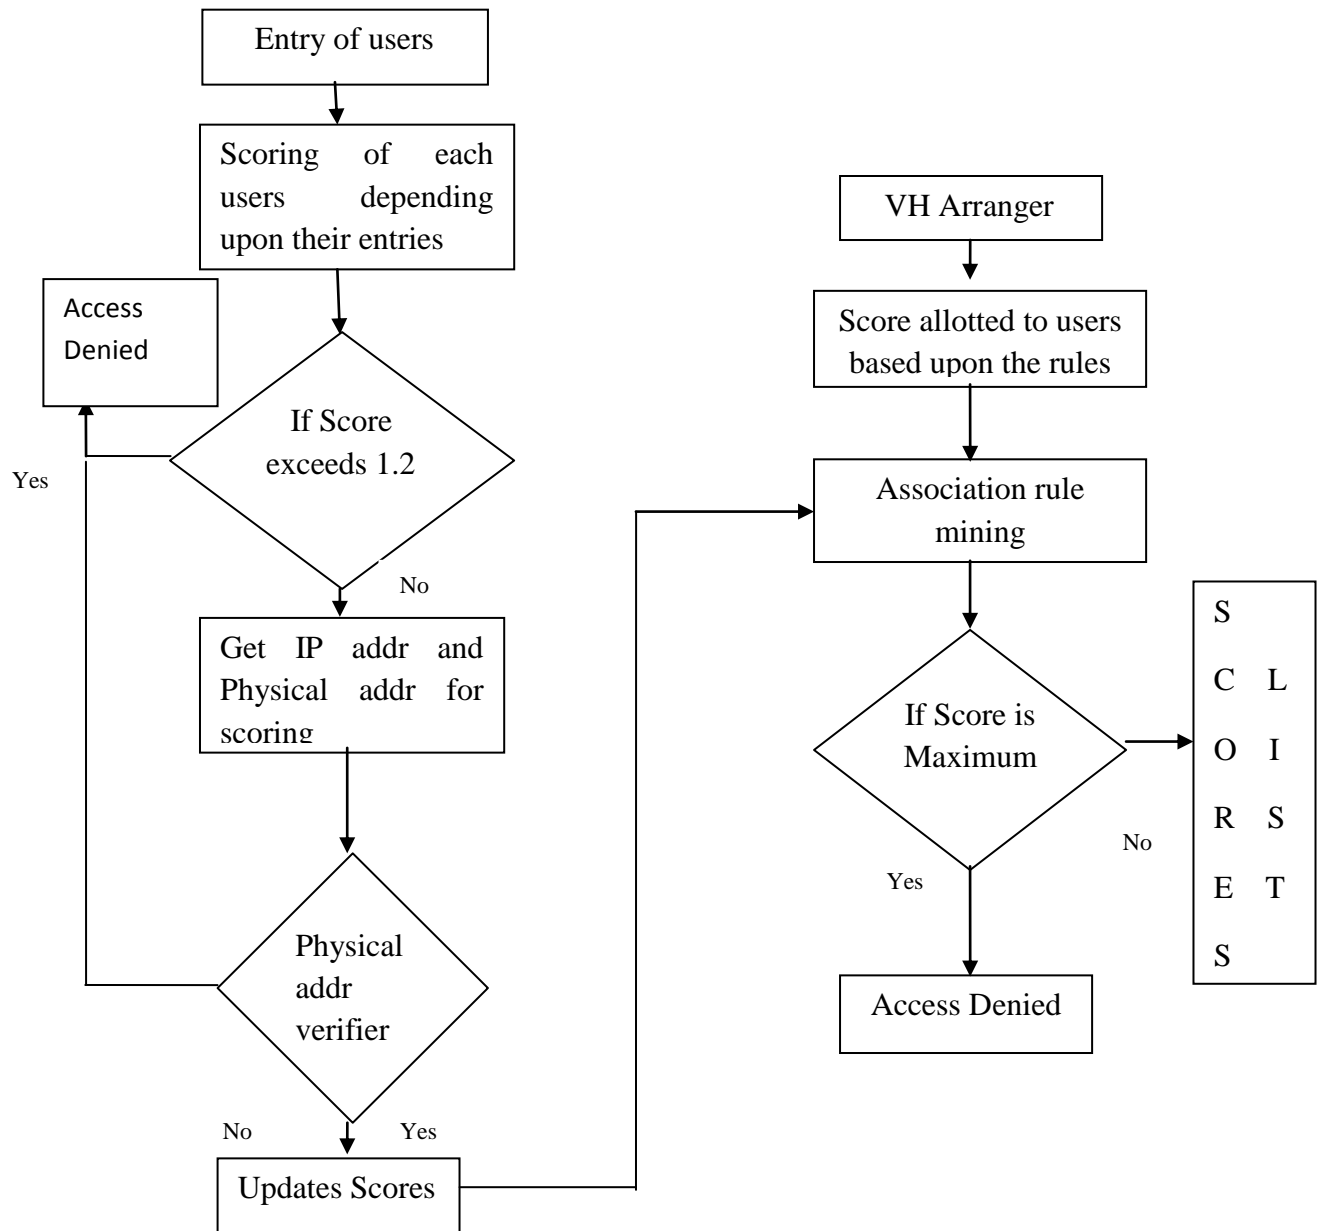 Entry of users
Scoring of each
users depending
upon their entries
Access
Denied
If Score
exceeds 1.2
Yes
No
Get IP addr and
Physical addr for
scoring
Physical
addr
verifier
No
Yes
Updates Scores
VH Arranger
Score allotted to users
based upon the rules
Association rule
mining
If Score is
Maximum
No
Yes
Access Denied
S
C L
O I
R S
E T
S